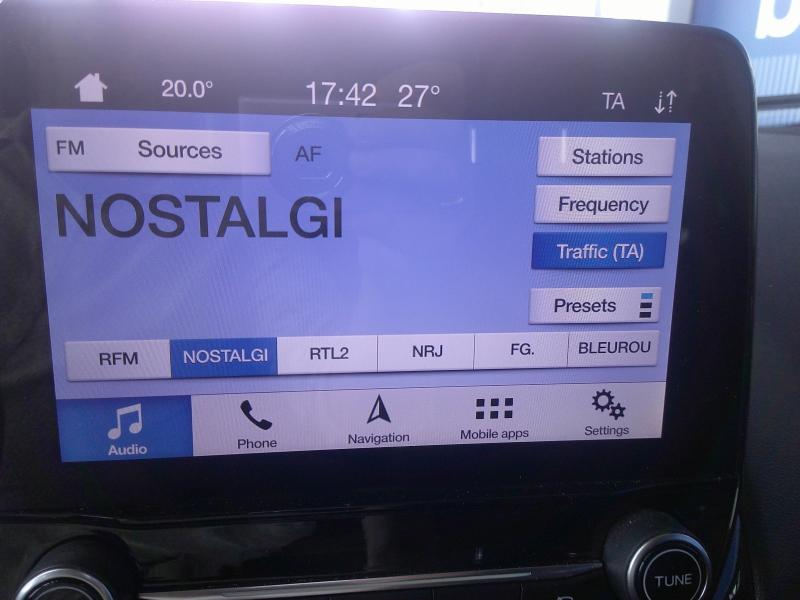 20.0° 17:42 27° TA
FM Sources AF Stations
NOSTALGI
Frequency
Traffic (TA)
Presets
RFM NOSTALGI RTL2 NRJ FG. BLEUROU
Audio Phone Navigation Mobile apps Settings
TUNE